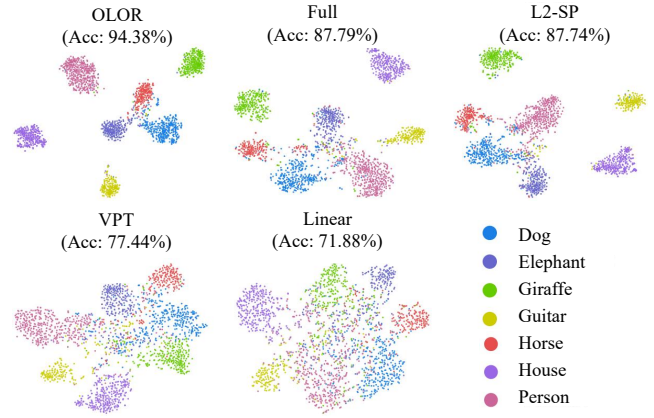 OLOR
(Acc: 94.38%)
Full
(Acc: 87.79%)
L2-SP
(Acc: 87.74%)
VPT
(Acc: 77.44%)
Linear
(Acc: 71.88%)
Dog
Elephant
Giraffe
Guitar
Horse
House
Person